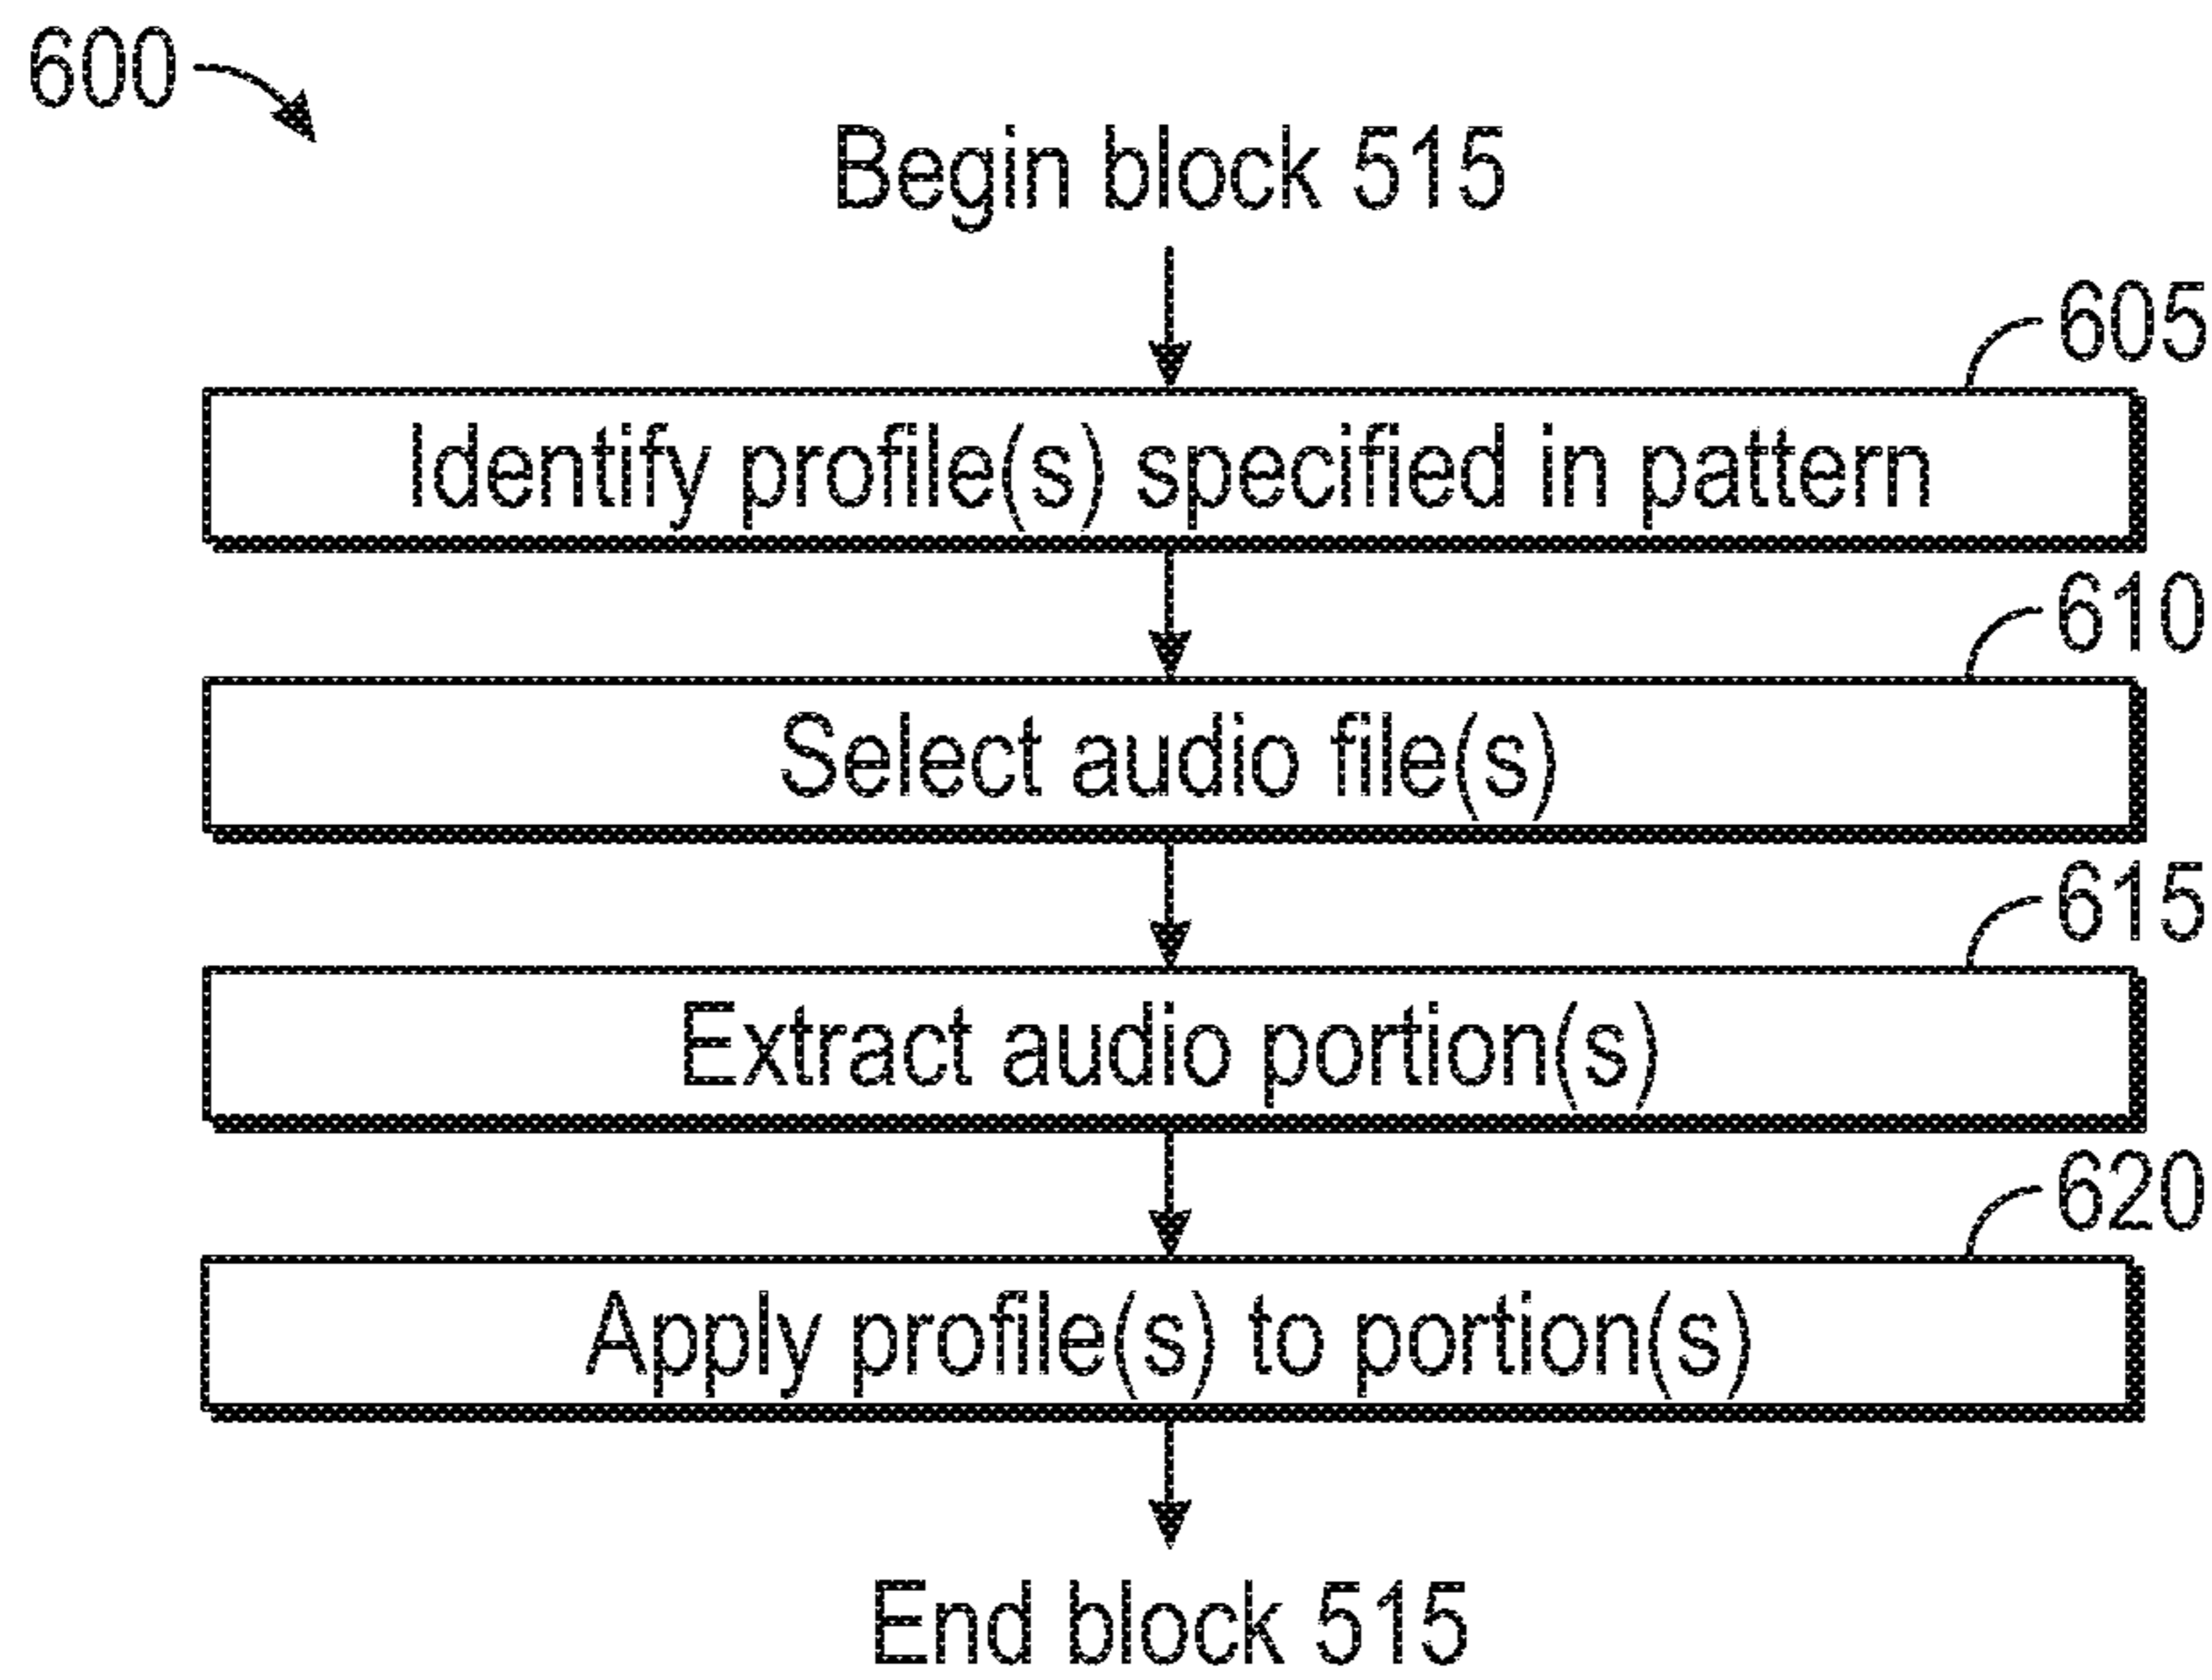 600
Begin block 515
605
Identify profile(s) specified in pattern
610
Select audio file(s)
615
Extract audio portion(s)
620
Apply profile(s) to portion(s)
End block 515